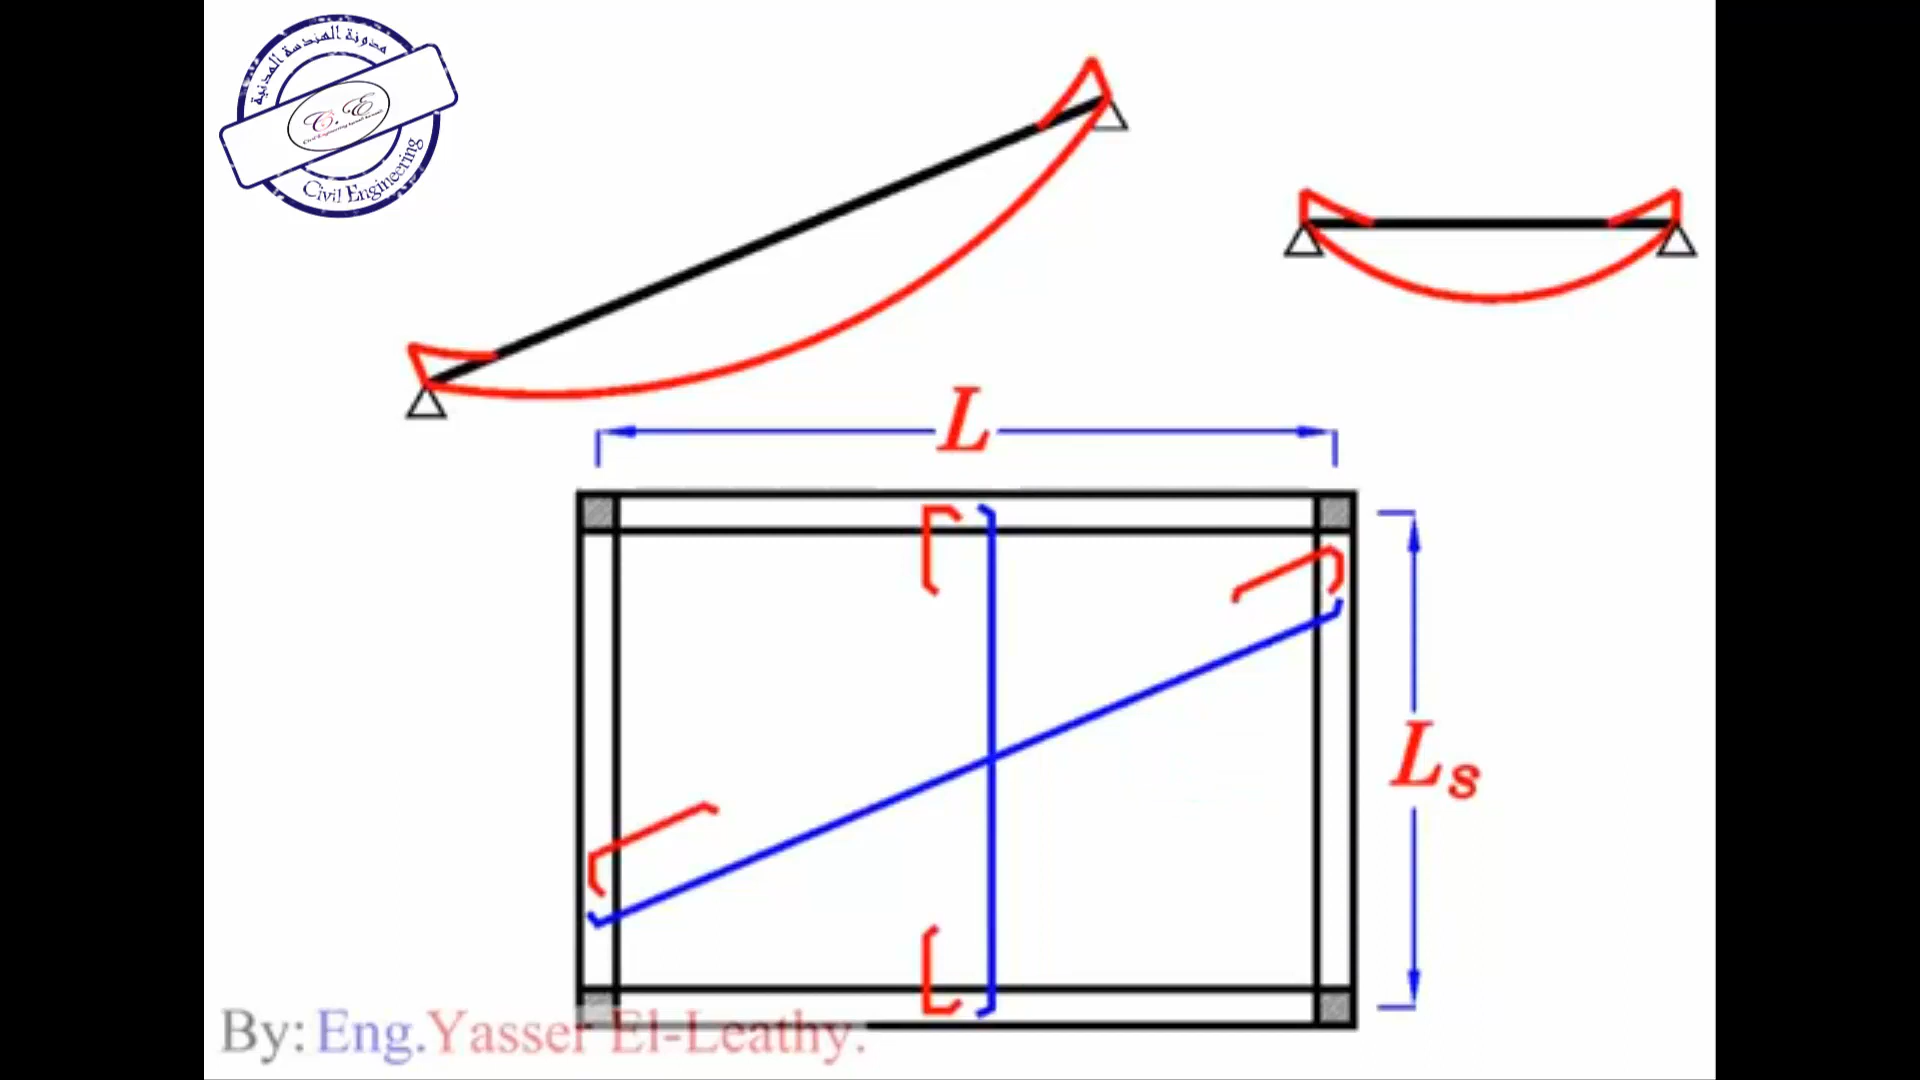 مدونة الهندسة المدنية
C.E
Civil Engineering
L
Ls
By: Eng.Yasser El-Leathy.